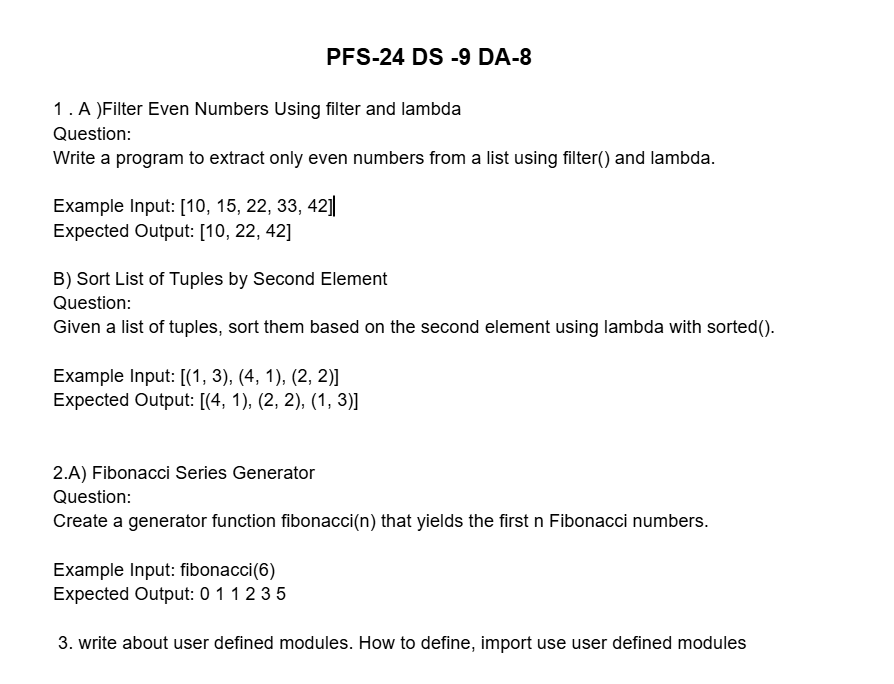 PFS-24 DS -9 DA-8
1 . A )Filter Even Numbers Using filter and lambda
Question:
Write a program to extract only even numbers from a list using filter() and lambda.
Example Input: [10, 15, 22, 33, 42]
Expected Output: [10, 22, 42]
B) Sort List of Tuples by Second Element
Question:
Given a list of tuples, sort them based on the second element using lambda with sorted().
Example Input: [(1, 3), (4, 1), (2, 2)]
Expected Output: [(4, 1), (2, 2), (1, 3)]
2.A) Fibonacci Series Generator
Question:
Create a generator function fibonacci(n) that yields the first n Fibonacci numbers.
Example Input: fibonacci(6)
Expected Output: 0 1 1 2 3 5
3. write about user defined modules. How to define, import use user defined modules